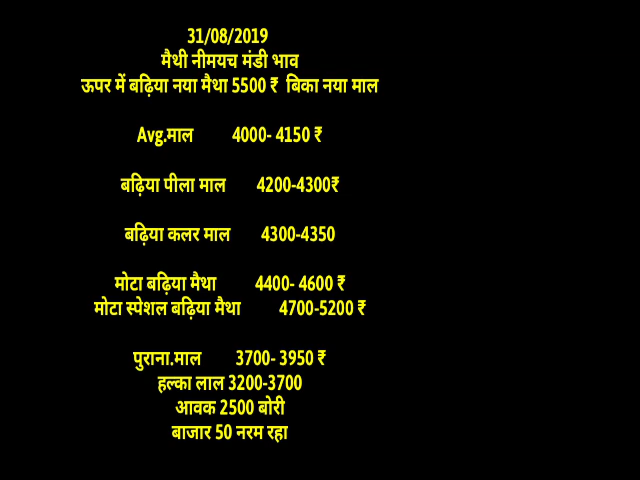 31/08/2019
मैथी नीमयच मंडी भाव
ऊपर में बढ़िया नया मैथा 5500 ₹ बिका नया माल
Avg.माल 4000- 4150 ₹
बढ़िया पीला माल 4200-4300₹
बढ़िया कलर माल 4300-4350
मोटा बढ़िया मैथा 4400- 4600 ₹
मोटा स्पेशल बढ़िया मैथा 4700-5200 ₹
पुराना.माल 3700- 3950 ₹
हल्का लाल 3200-3700
आवक 2500 बोरी
बाजार 50 नरम रहा